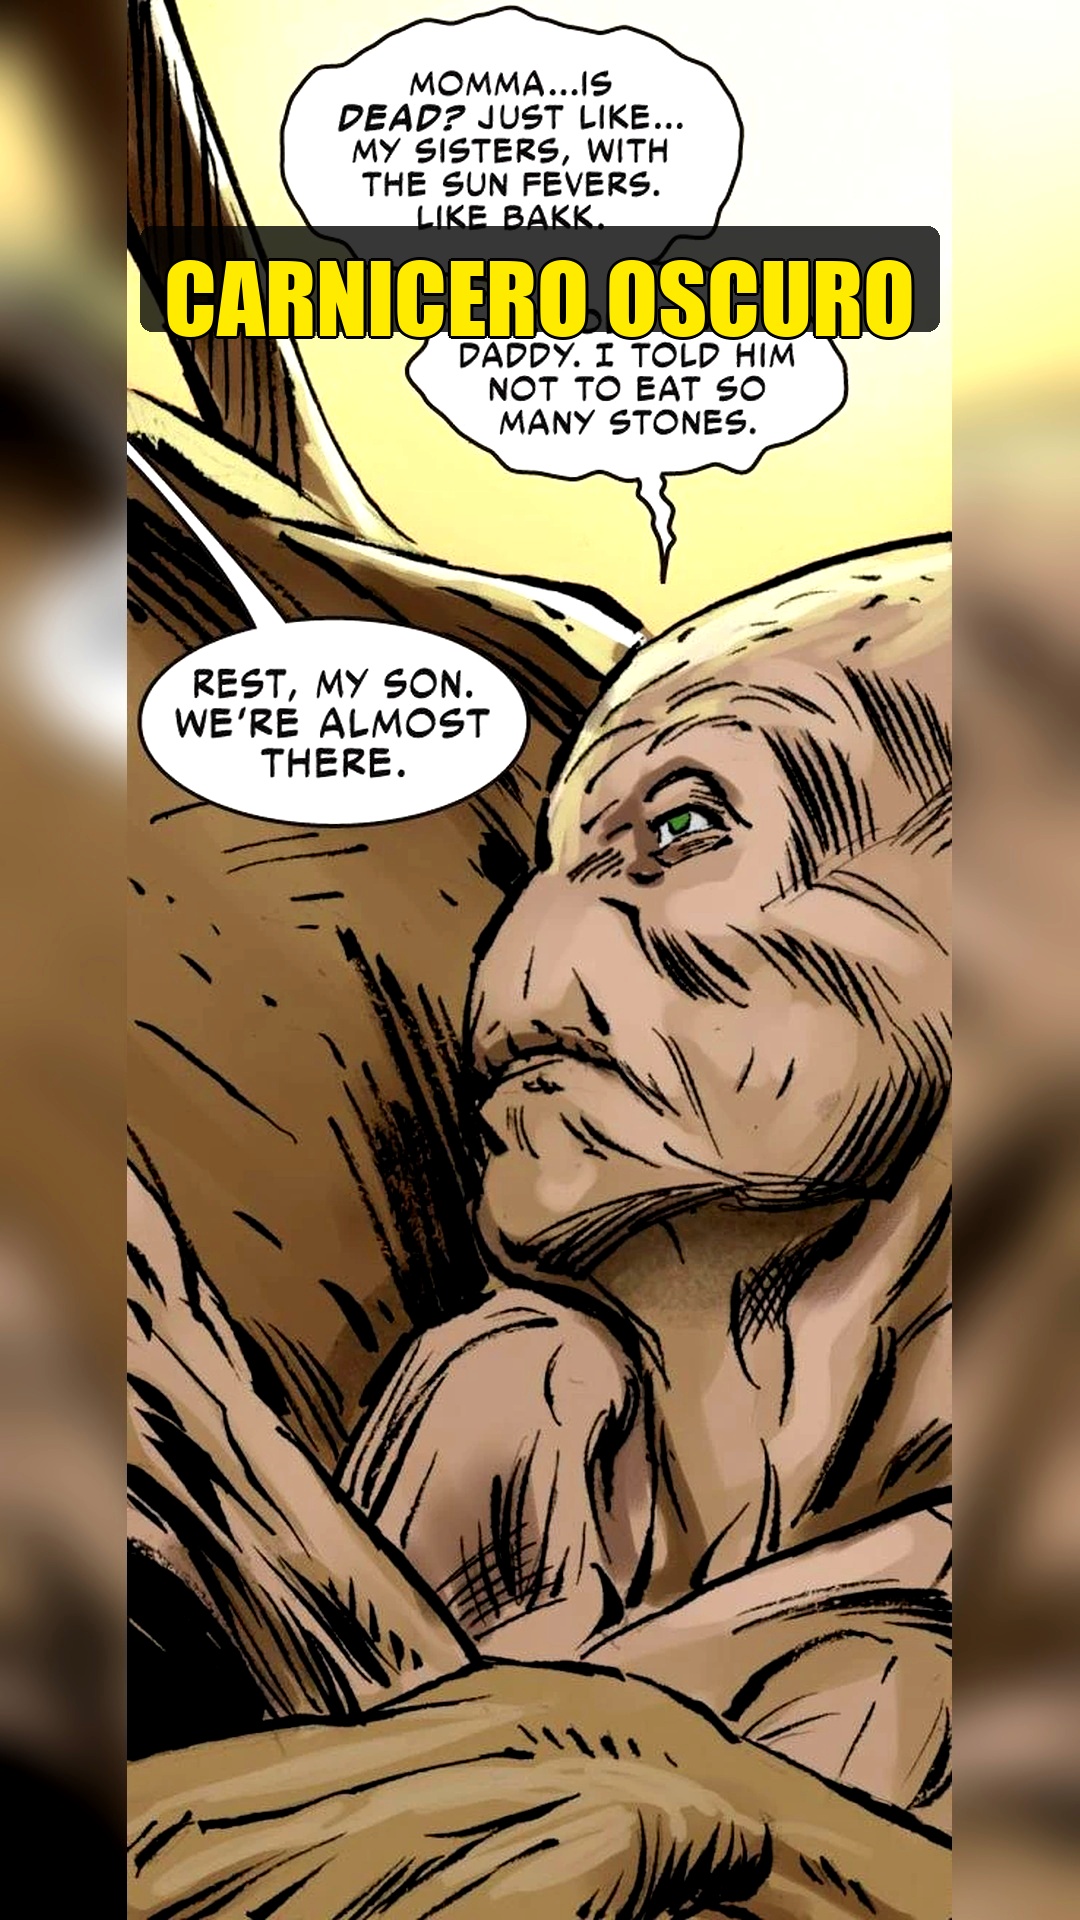 MOMMA...IS
DEAD? JUST LIKE...
MY SISTERS, WITH
THE SUN FEVERS.
LIKE BAKK.
CARNICERO OSCURO
DADDY. I TOLD HIM
NOT TO EAT SO
MANY STONES.
REST, MY SON.
WE'RE ALMOST
THERE.